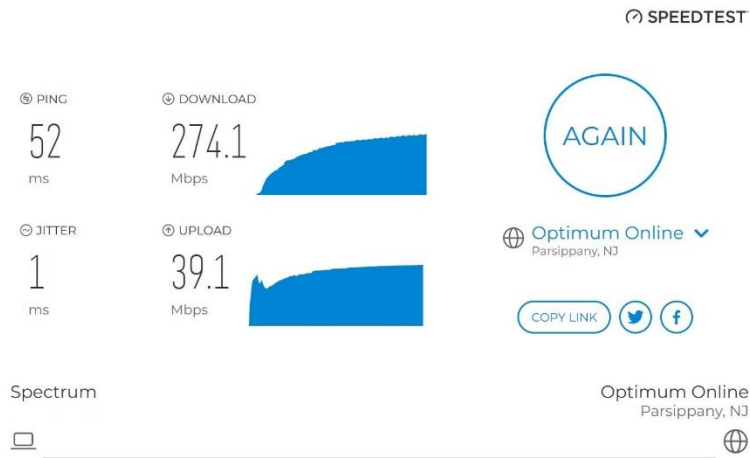 SPEEDTEST
PING
52
ms
DOWNLOAD
274.1
Mbps
AGAIN
JITTER
1
ms
UPLOAD
39.1
Mbps
Optimum Online
Parsippany, NJ
COPY LINK
Spectrum
Optimum Online
Parsippany, NJ